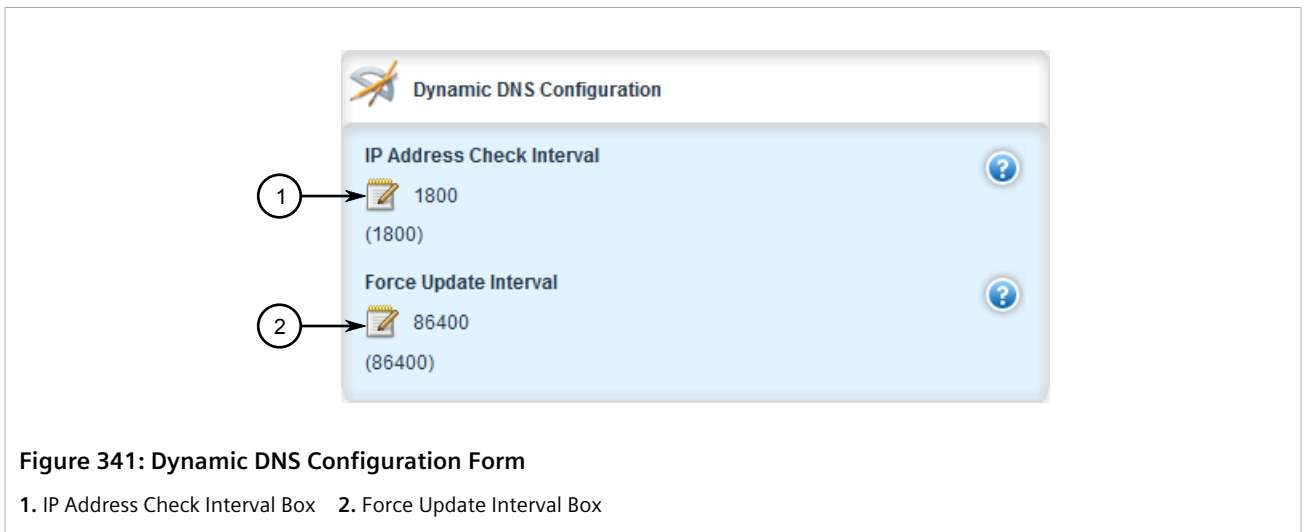 Dynamic DNS Configuration
IP Address Check Interval
1 1800
(1800)
Force Update Interval
2 86400
(86400)
Figure 341: Dynamic DNS Configuration Form
1. IP Address Check Interval Box 2. Force Update Interval Box